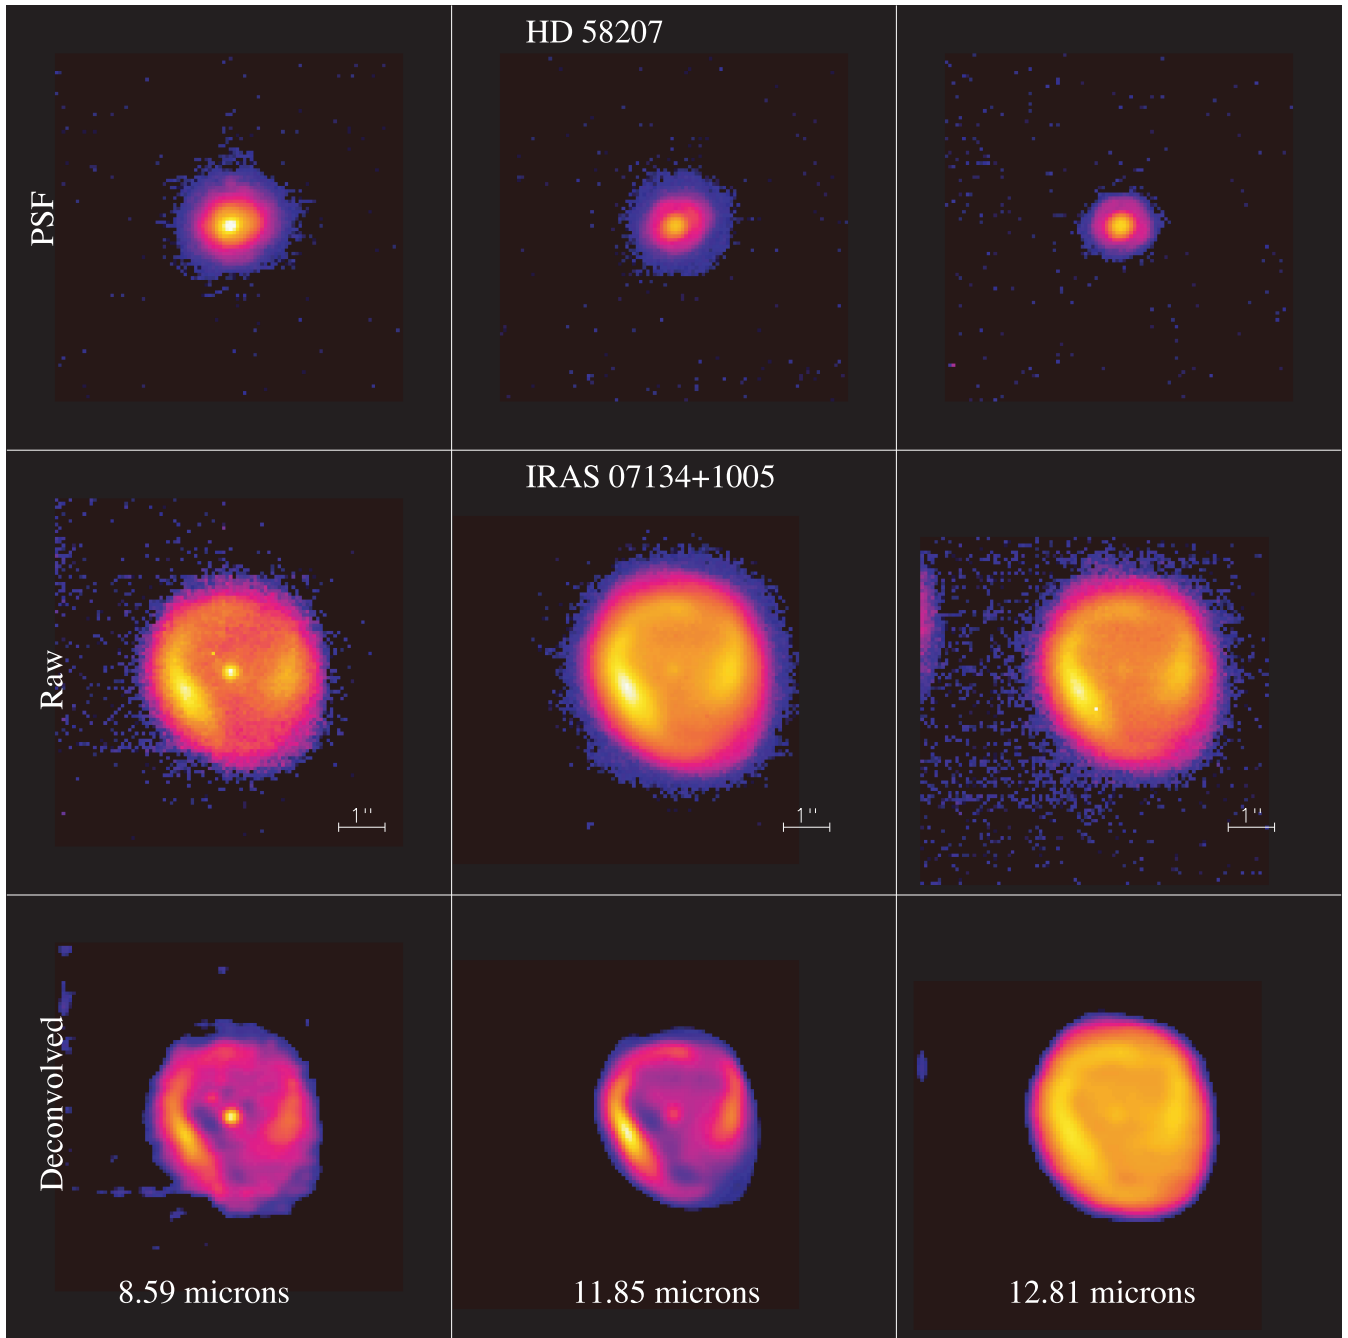 HD 58207
PSF
IRAS 07134+1005
Raw
1"
1"
1"
Deconvolved
8.59 microns
11.85 microns
12.81 microns